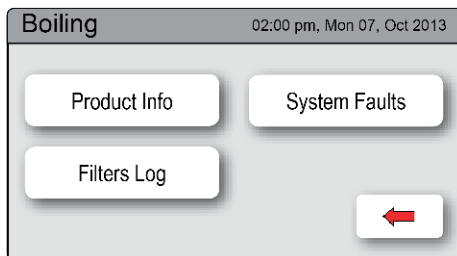 Boiling 02:00 pm, Mon 07, Oct 2013
Product Info System Faults
Filters Log